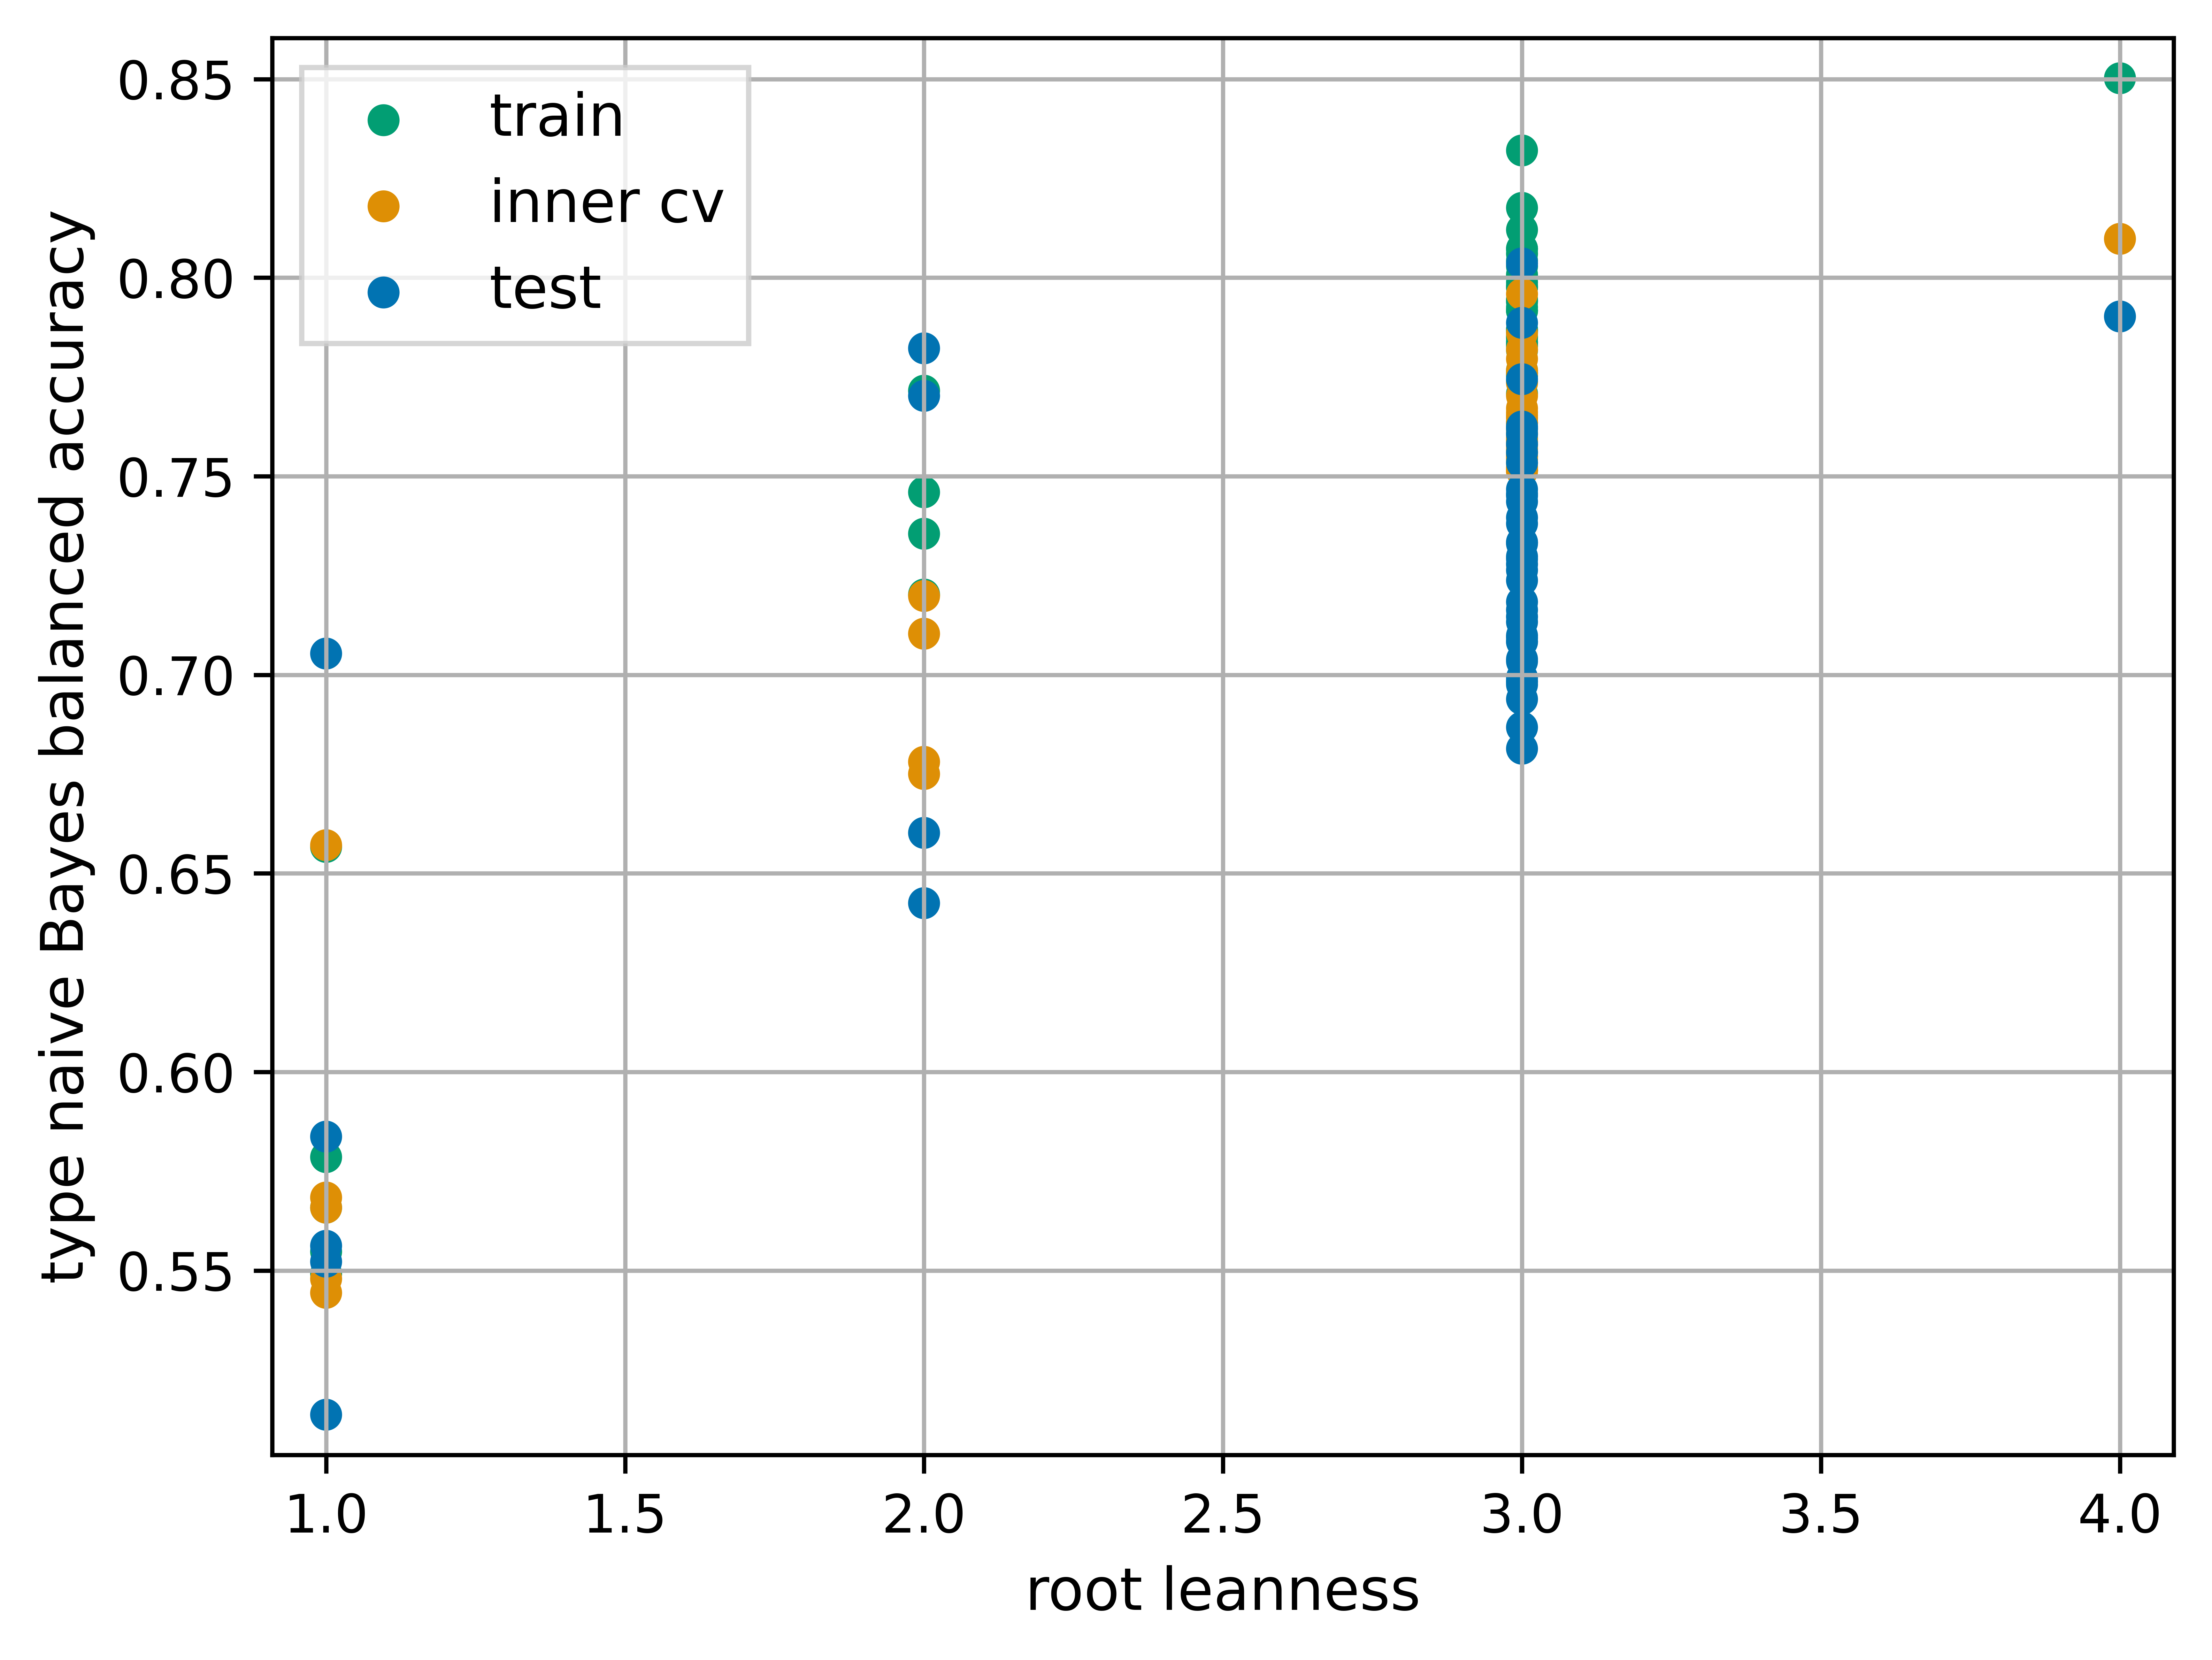 train
inner cv
test
type naive Bayes balanced accuracy
0.85
0.80
0.75
0.70
0.65
0.60
0.55
1.0 1.5 2.0 2.5 3.0 3.5 4.0
root leanness